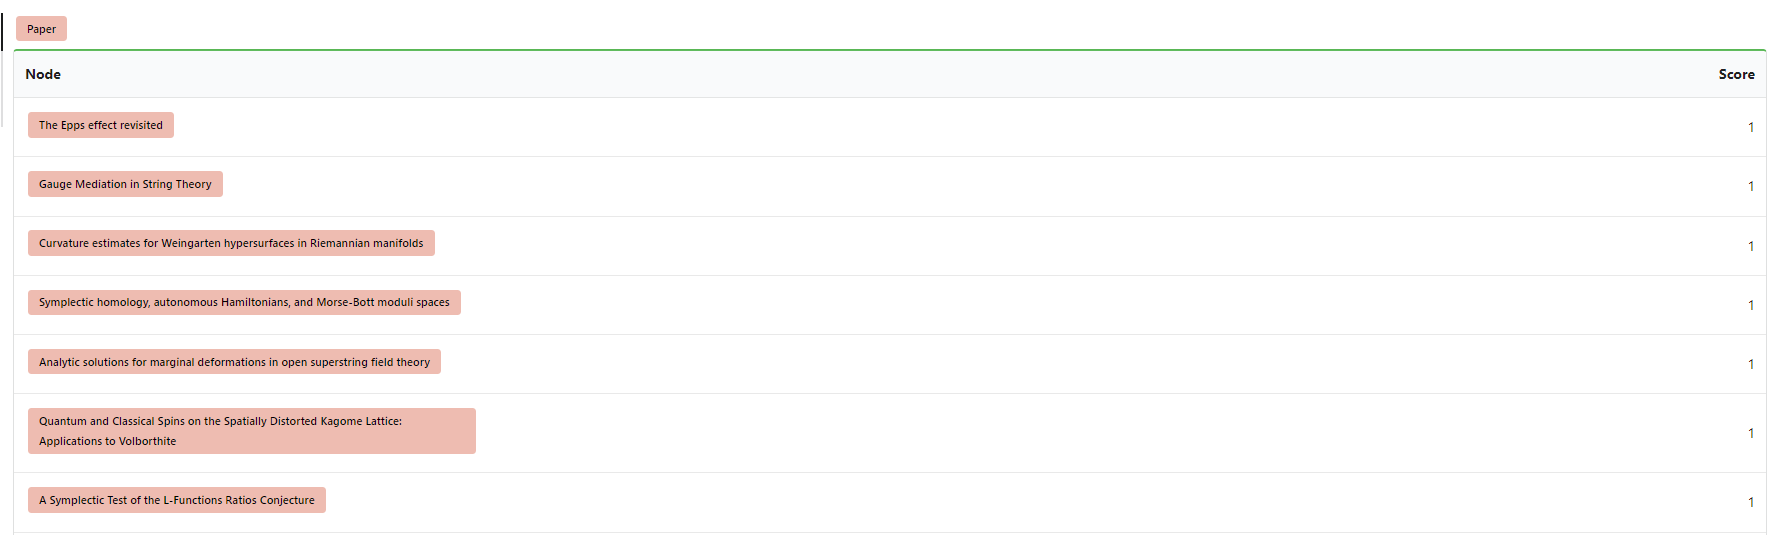 Paper
Node Score
The Epps effect revisited 1
Gauge Mediation in String Theory 1
Curvature estimates for Weingarten hypersurfaces in Riemannian manifolds 1
Symplectic homology, autonomous Hamiltonians, and Morse-Bott moduli spaces 1
Analytic solutions for marginal deformations in open superstring field theory 1
Quantum and Classical Spins on the Spatially Distorted Kagome Lattice:
Applications to Volborthite 1
A Symplectic Test of the L-Functions Ratios Conjecture 1